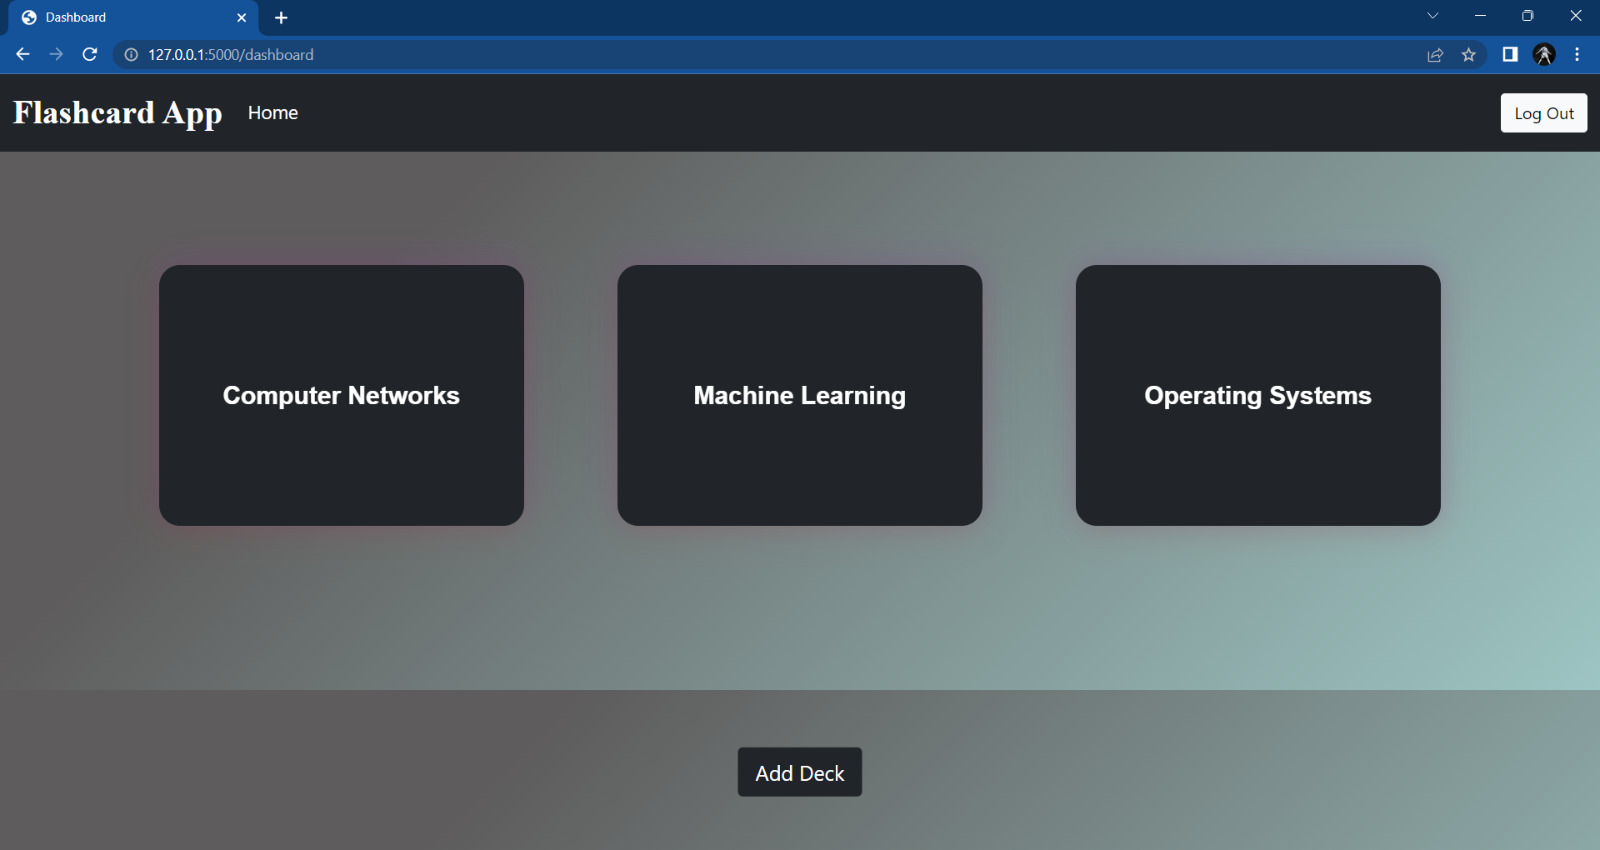 Dashboard
127.0.0.1:5000/dashboard
Flashcard App Home Log Out
Computer Networks Machine Learning Operating Systems
Add Deck